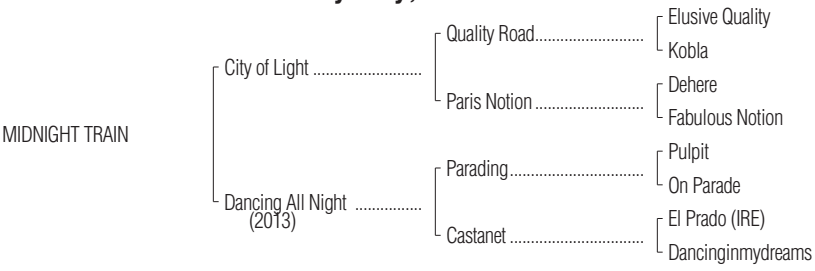 Elusive Quality
Quality Road..........................
Kobla
City of Light ..........................
Dehere
Paris Notion ..........................
Fabulous Notion
MIDNIGHT TRAIN
Pulpit
Parading................................
On Parade
Dancing All Night ................
(2013)
El Prado (IRE)
Castanet ................................
Dancinginmydreams